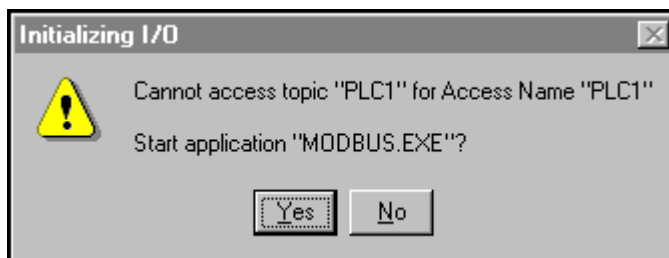 Initializing I/O
Cannot access topic "PLC1" for Access Name "PLC1"
Start application "MODBUS.EXE"?
Yes No